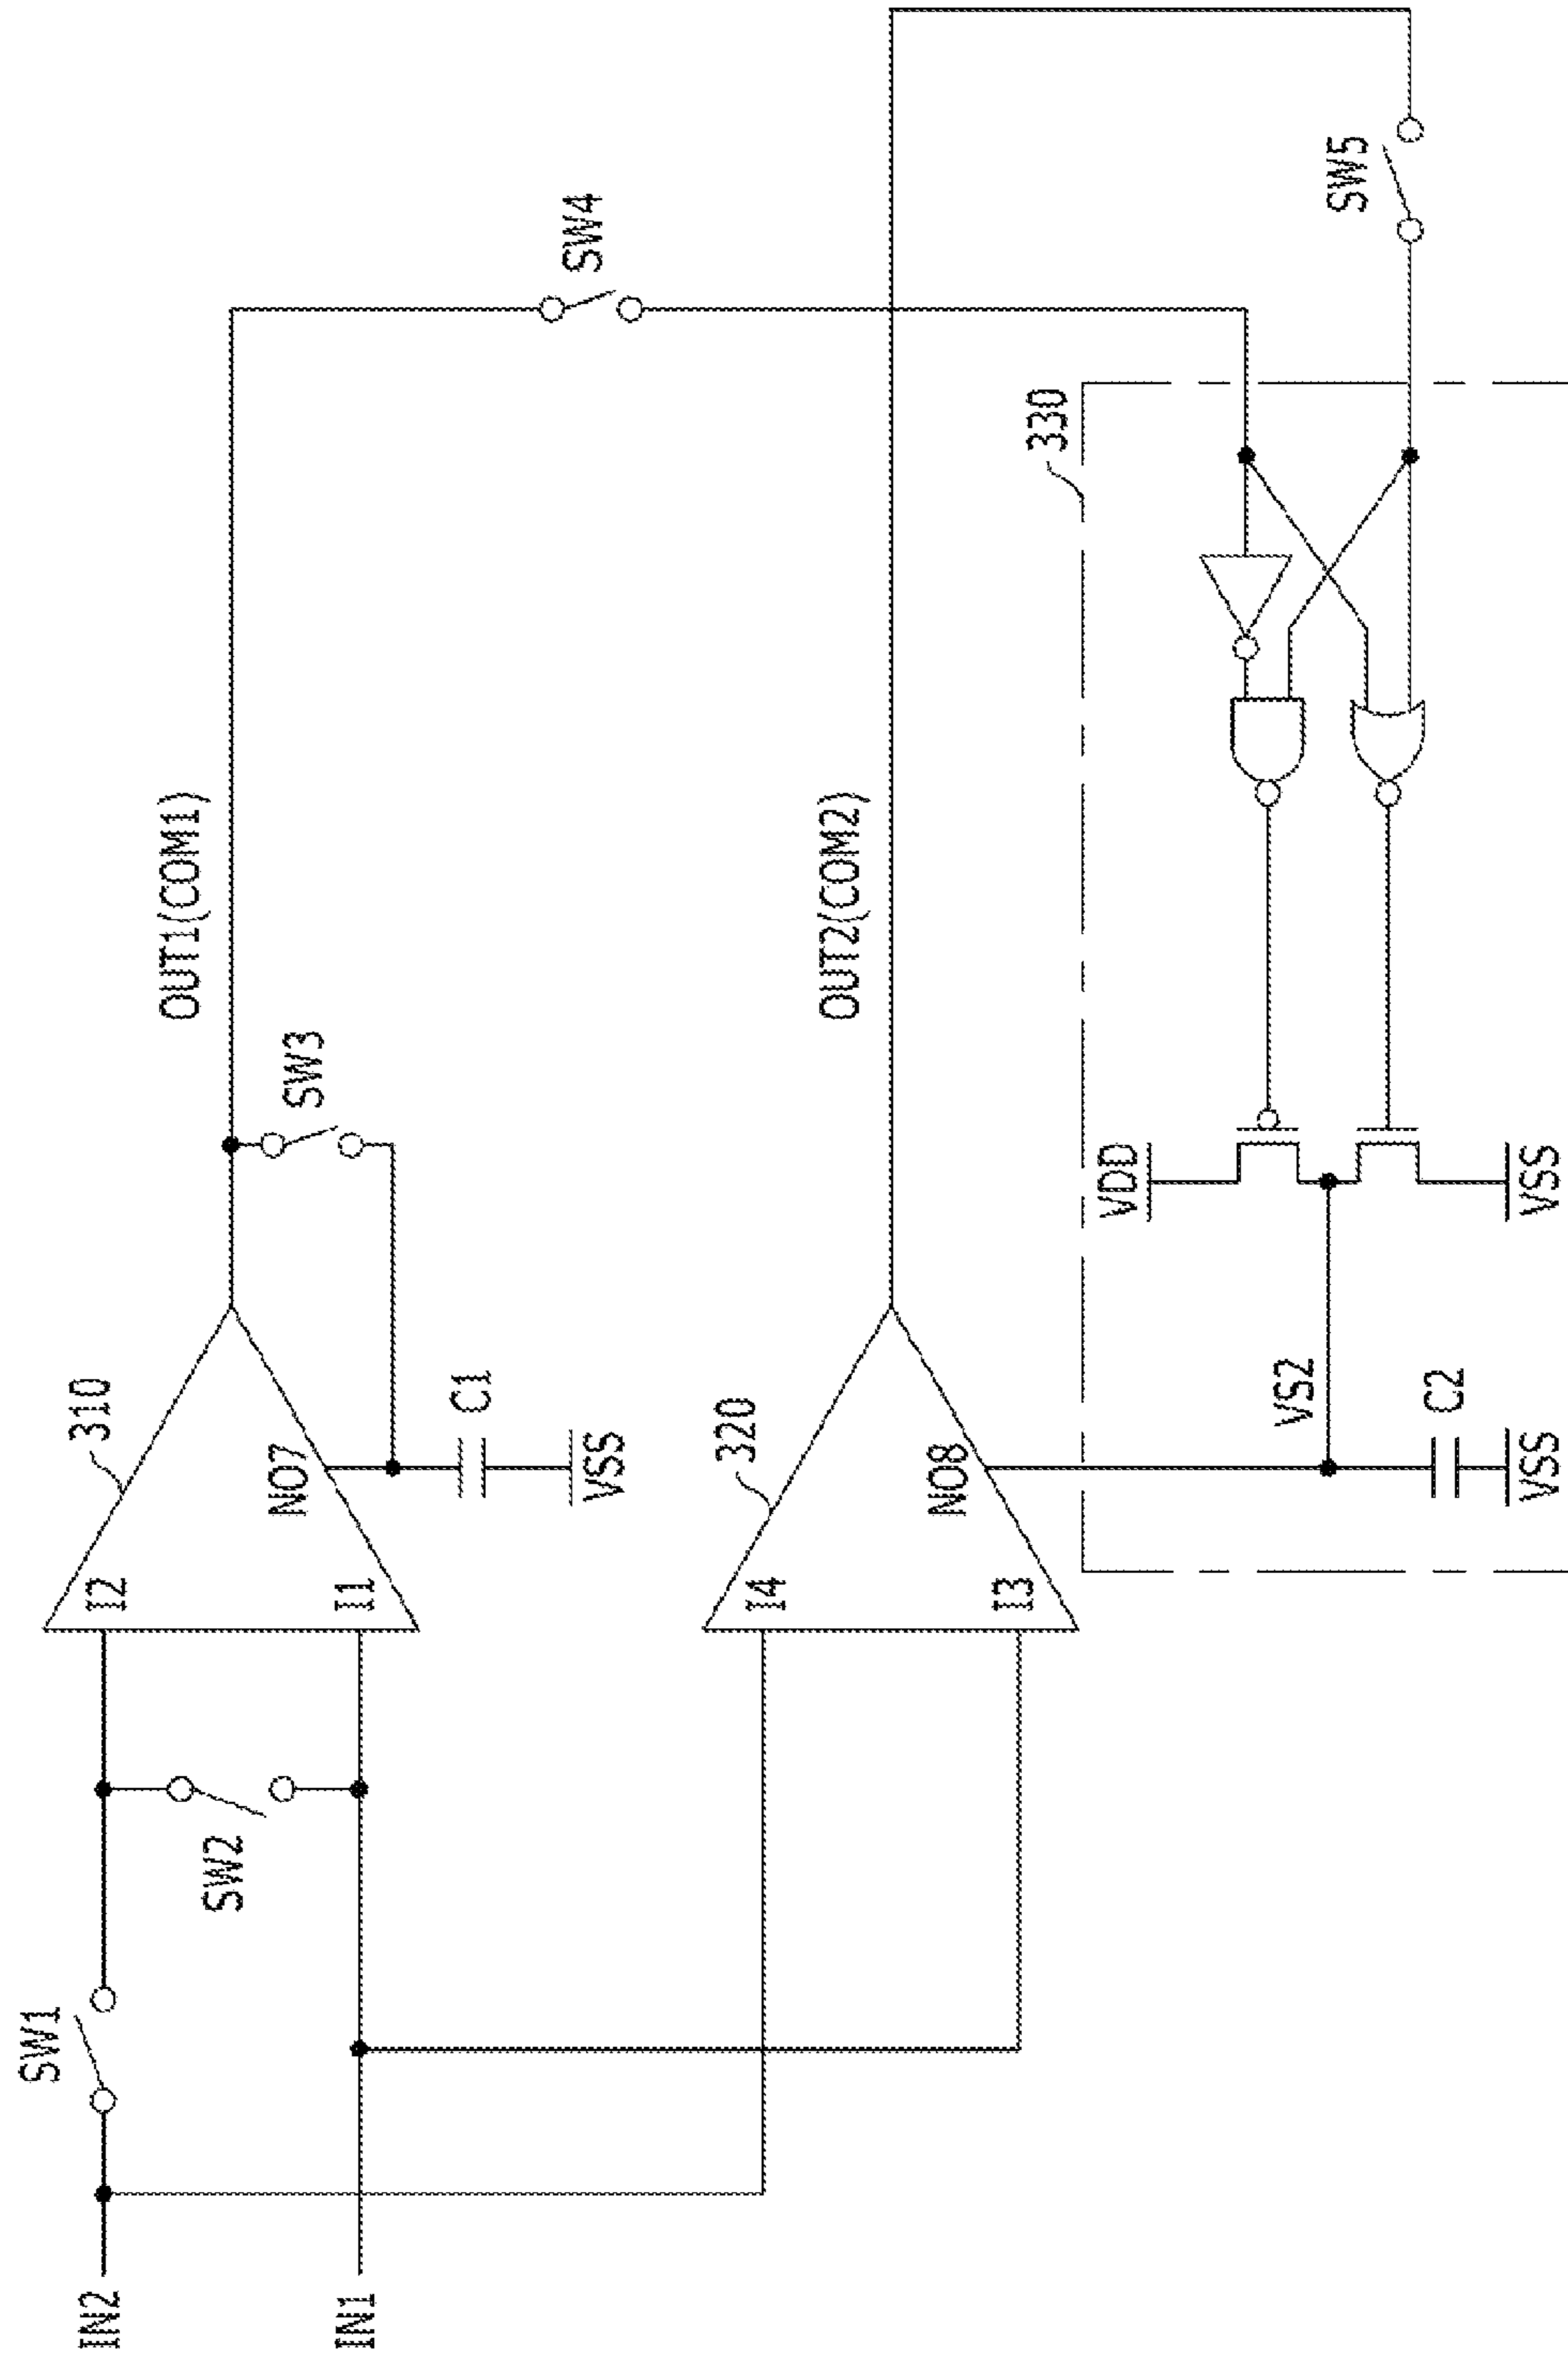 IN2
IN1
SW1
SW2
I2
I1
310
NO7
C1
VSS
SW3
OUT1(COM1)
SW4
I4
I3
320
NO8
OUT2(COM2)
SW5
330
VDD
VSS
VS2
C2
VSS